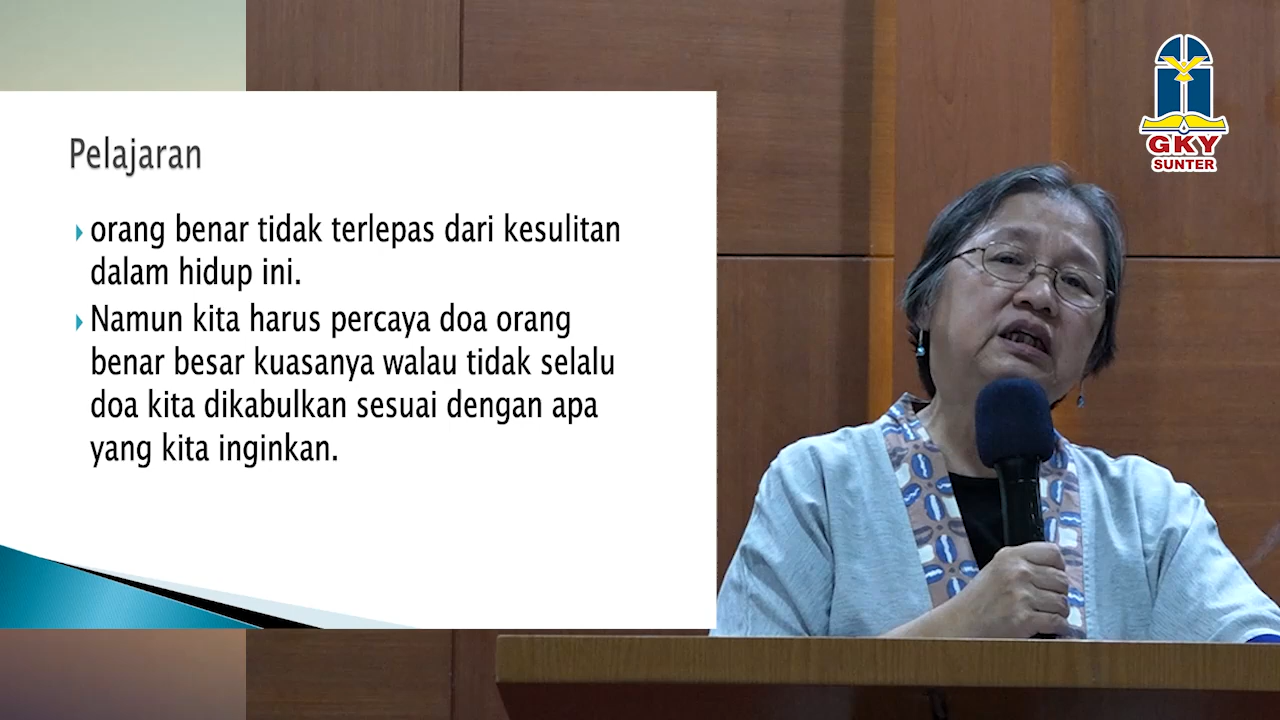 Pelajaran
orang benar tidak terlepas dari kesulitan
dalam hidup ini.
Namun kita harus percaya doa orang
benar besar kuasanya walau tidak selalu
doa kita dikabulkan sesuai dengan apa
yang kita inginkan.
GKY
SUNTER